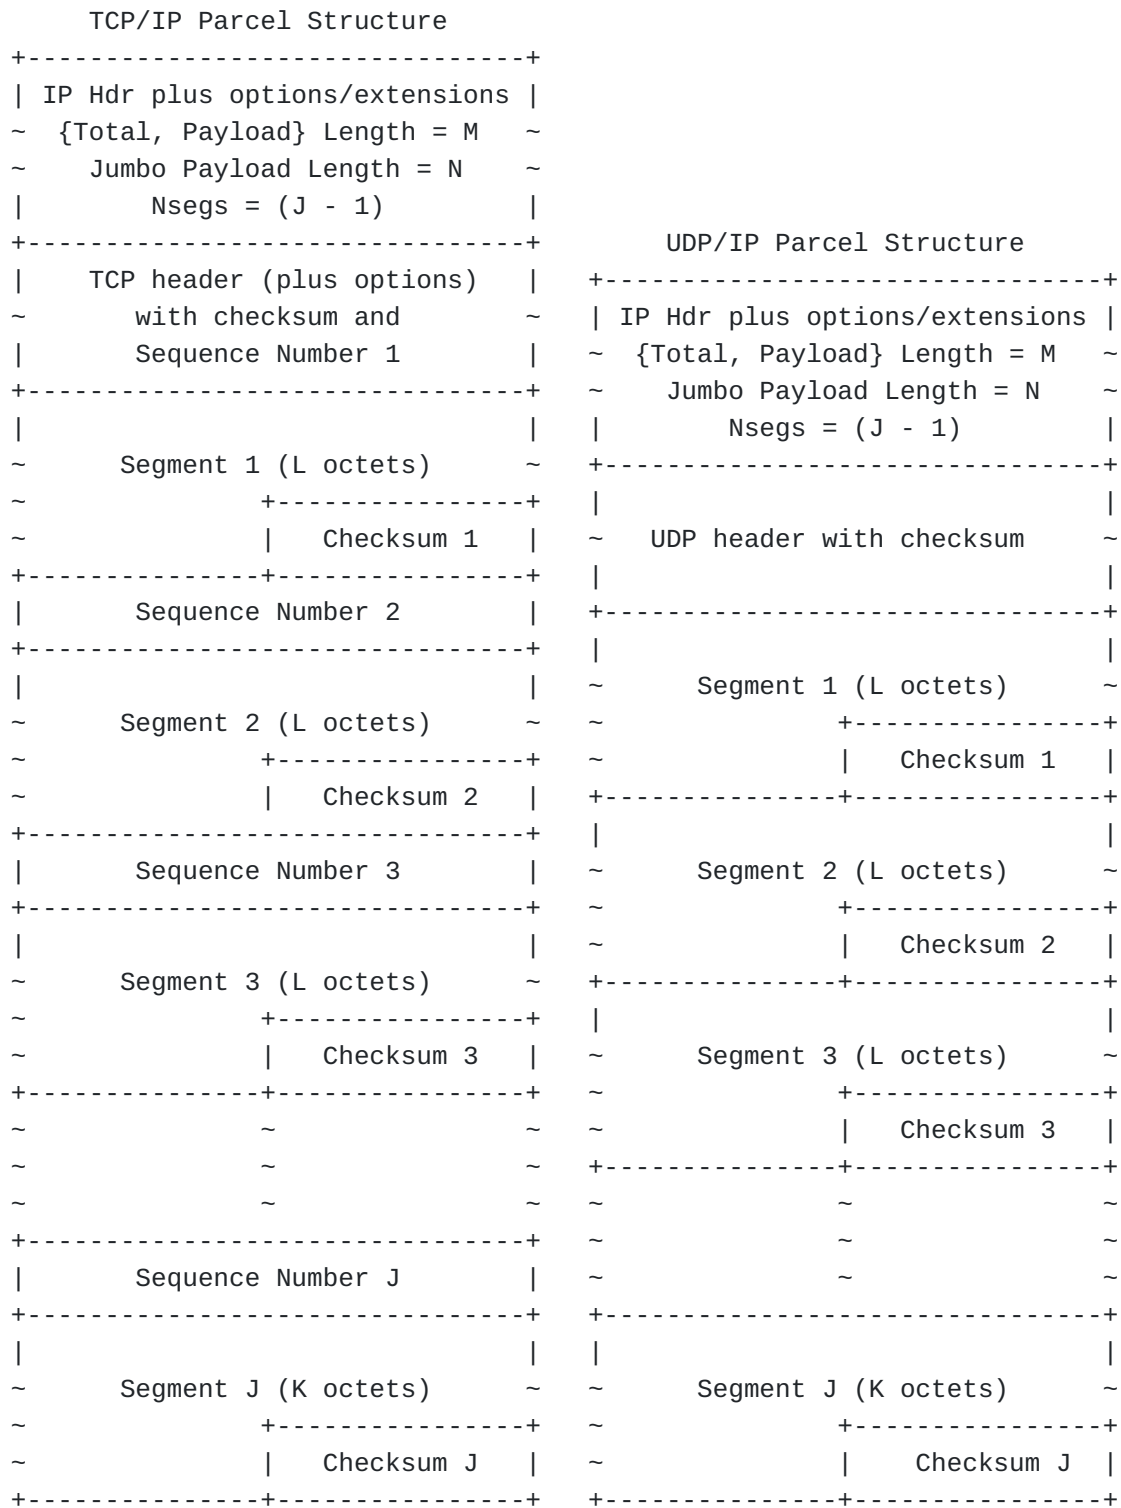 TCP/IP Parcel Structure
IP Hdr plus options/extensions
{Total, Payload} Length = M
Jumbo Payload Length = N
Nsegs = (J - 1)
TCP header (plus options)
with checksum and
Sequence Number 1
Segment 1 (L octets)
Checksum 1
Sequence Number 2
Segment 2 (L octets)
Checksum 2
Sequence Number 3
Segment 3 (L octets)
Checksum 3
Sequence Number J
Segment J (K octets)
Checksum J
UDP/IP Parcel Structure
IP Hdr plus options/extensions
{Total, Payload} Length = M
Jumbo Payload Length = N
Nsegs = (J - 1)
UDP header with checksum
Segment 1 (L octets)
Checksum 1
Segment 2 (L octets)
Checksum 2
Segment 3 (L octets)
Checksum 3
Segment J (K octets)
Checksum J